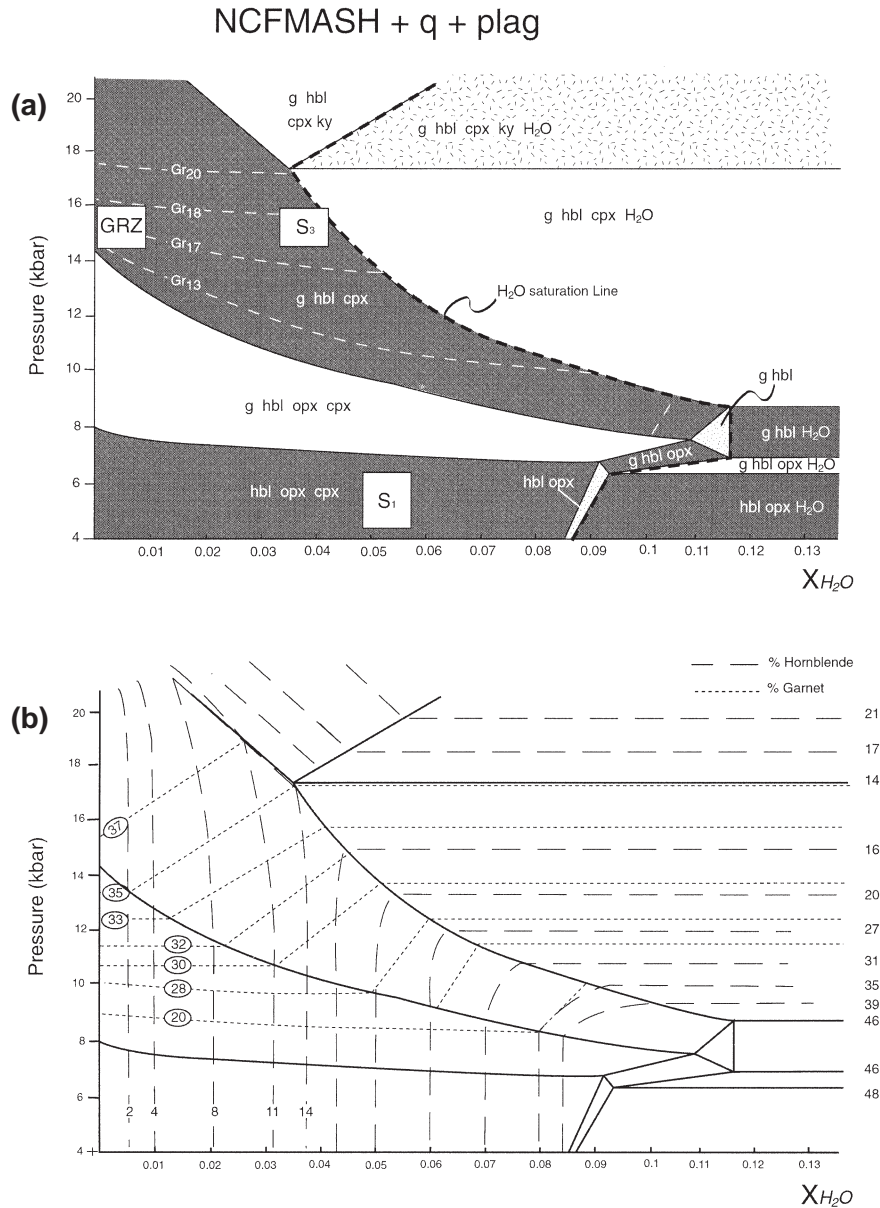 NCFMASH + q + plag
(a)
Pressure (kbar)
20
18
16
14
12
10
8
6
4
g hbl
cpx ky
g hbl cpx ky H₂O
Gr20
Gr18
GRZ
S₃
Gr17
g hbl cpx H₂O
Gr13
g hbl cpx
H₂O saturation Line
g hbl
g hbl opx cpx
g hbl H₂O
g hbl opx
g hbl opx H₂O
hbl opx
hbl opx cpx
S₁
hbl opx H₂O
0.01 0.02 0.03 0.04 0.05 0.06 0.07 0.08 0.09 0.1 0.11 0.12 0.13
X H₂O
% Hornblende
% Garnet
(b)
Pressure (kbar)
20
18
16
14
12
10
8
6
4
37
35
33
32
30
28
20
2 4 8 11 14
21
17
14
16
20
27
31
35
39
46
46
48
0.01 0.02 0.03 0.04 0.05 0.06 0.07 0.08 0.09 0.1 0.11 0.12 0.13
X H₂O